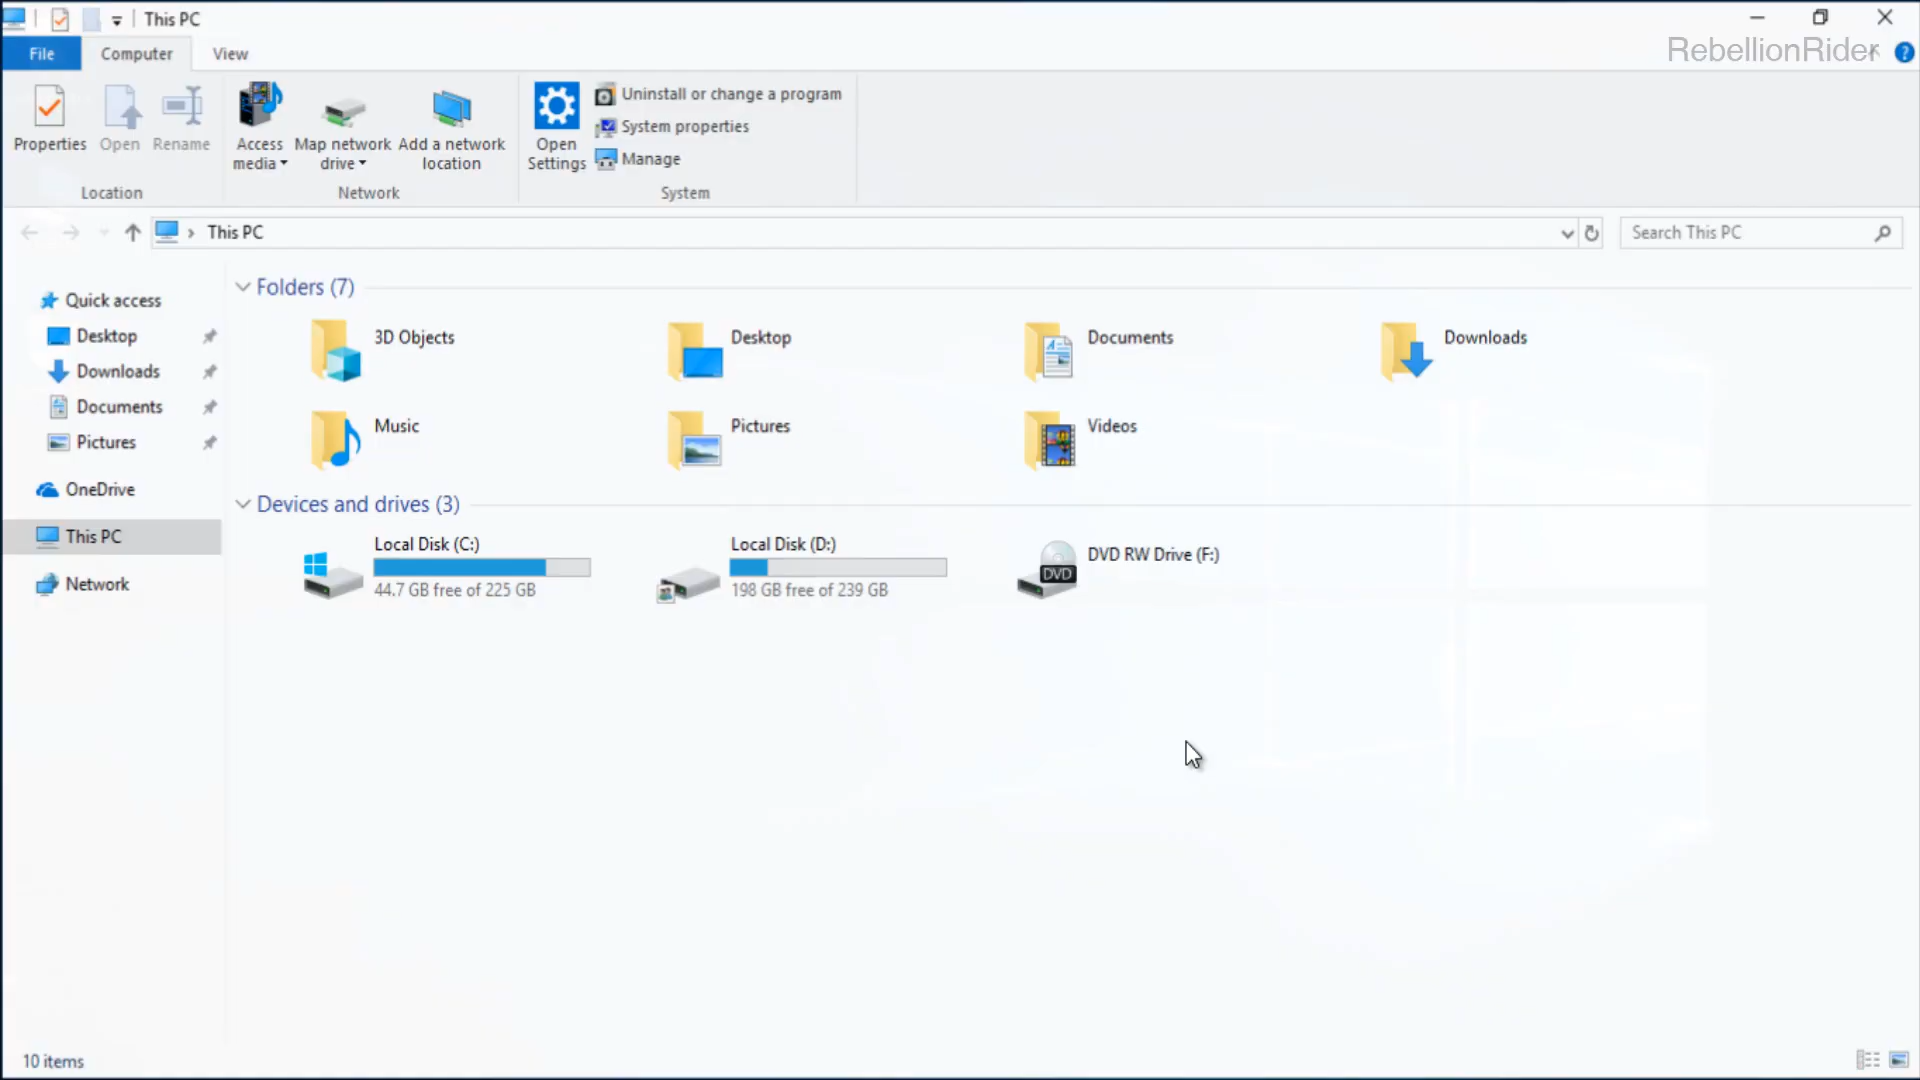 This PC
RebellionRider
File Computer View
Uninstall or change a program
System properties
Manage
Properties Open Rename
Access media
Map network drive
Add a network location
Open Settings
Location Network System
This PC
Search This PC
Quick access
Desktop
Downloads
Documents
Pictures
OneDrive
This PC
Network
Folders (7)
3D Objects Desktop Documents Downloads
Music Pictures Videos
Devices and drives (3)
Local Disk (C:)
44.7 GB free of 225 GB
Local Disk (D:)
198 GB free of 239 GB
DVD RW Drive (F:)
DVD
10 items